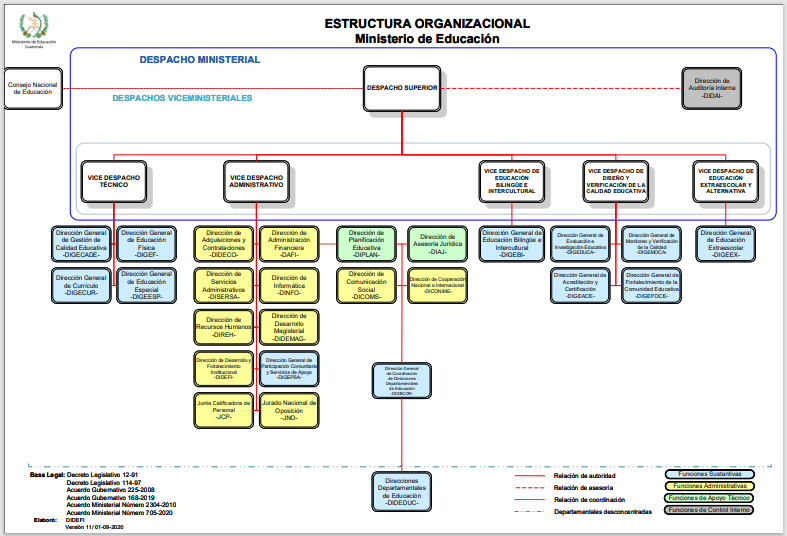 ESTRUCTURA ORGANIZACIONAL
Ministerio de Educación
Ministerio de Educación
Guatemala
DESPACHO MINISTERIAL
Consejo Nacional
de Educación
DESPACHOS VICEMINISTERIALES
DESPACHO SUPERIOR
Dirección de
Auditoría Interna
-DIDAI-
VICE DESPACHO
TÉCNICO
VICE DESPACHO
ADMINISTRATIVO
VICE DESPACHO DE
EDUCACIÓN
BILINGÜE E
INTERCULTURAL
VICE DESPACHO DE
DISEÑO Y
VERIFICACIÓN DE LA
CALIDAD EDUCATIVA
VICE DESPACHO DE
EDUCACIÓN
EXTRAESCOLAR Y
ALTERNATIVA
Dirección General
de Gestión de
Calidad Educativa
-DIGECADE-
Dirección General
de Educación
Física
-DIGEF-
Dirección de
Adquisiciones y
Contrataciones
-DIDECO-
Dirección de
Administración
Financiera
-DAFI-
Dirección de
Planificación
Educativa
-DIPLAN-
Dirección de
Asesoría Jurídica
-DIAJ-
Dirección General de
Educación Bilingüe e
Intercultural
-DIGEBI-
Dirección General de
Evaluación e
Investigación Educativa
-DIGEDUCA-
Dirección General de
Monitoreo y Verificación
de la Calidad
-DIGEMOCA-
Dirección General
de Educación
Extraescolar
-DIGEEX-
Dirección General
de Currículo
-DIGECUR-
Dirección General
de Educación
Especial
-DIGEESP-
Dirección de
Servicios
Administrativos
-DISERSA-
Dirección de
Informática
-DINFO-
Dirección de
Comunicación
Social
-DICOMS-
Dirección de Cooperación
Nacional e Internacional
-DICONIME-
Dirección General de
Acreditación y
Certificación
-DIGEACE-
Dirección General de
Fortalecimiento de la
Comunidad Educativa
-DIGEFOCE-
Dirección de
Recursos Humanos
-DIREH-
Dirección de
Desarrollo
Magisterial
-DIDEMAG-
Dirección de Desarrollo y
Fortalecimiento
Institucional
-DIDEFI-
Dirección General de
Participación Comunitaria
y Servicios de Apoyo
-DIGEPSA-
Dirección General
de Coordinación
de Direcciones
Departamentales
de Educación
-DIGECOR-
Junta Calificadora de
Personal
-JCP-
Jurado Nacional de
Oposición
-JNO-
Direcciones
Departamentales
de Educación
-DIDEDUC-
Base Legal: Decreto Legislativo 12-91
Decreto Legislativo 114-97
Acuerdo Gubernativo 225-2008
Acuerdo Gubernativo 168-2019
Acuerdo Ministerial Número 2304-2010
Acuerdo Ministerial Número 705-2020
Elaboró: DIDEFI
Versión 11/ 01-09-2020
Relación de autoridad
Relación de asesoría
Relación de coordinación
Departamentales desconcentradas
Funciones Sustantivas
Funciones Administrativas
Funciones de Apoyo Técnico
Funciones de Control Interno